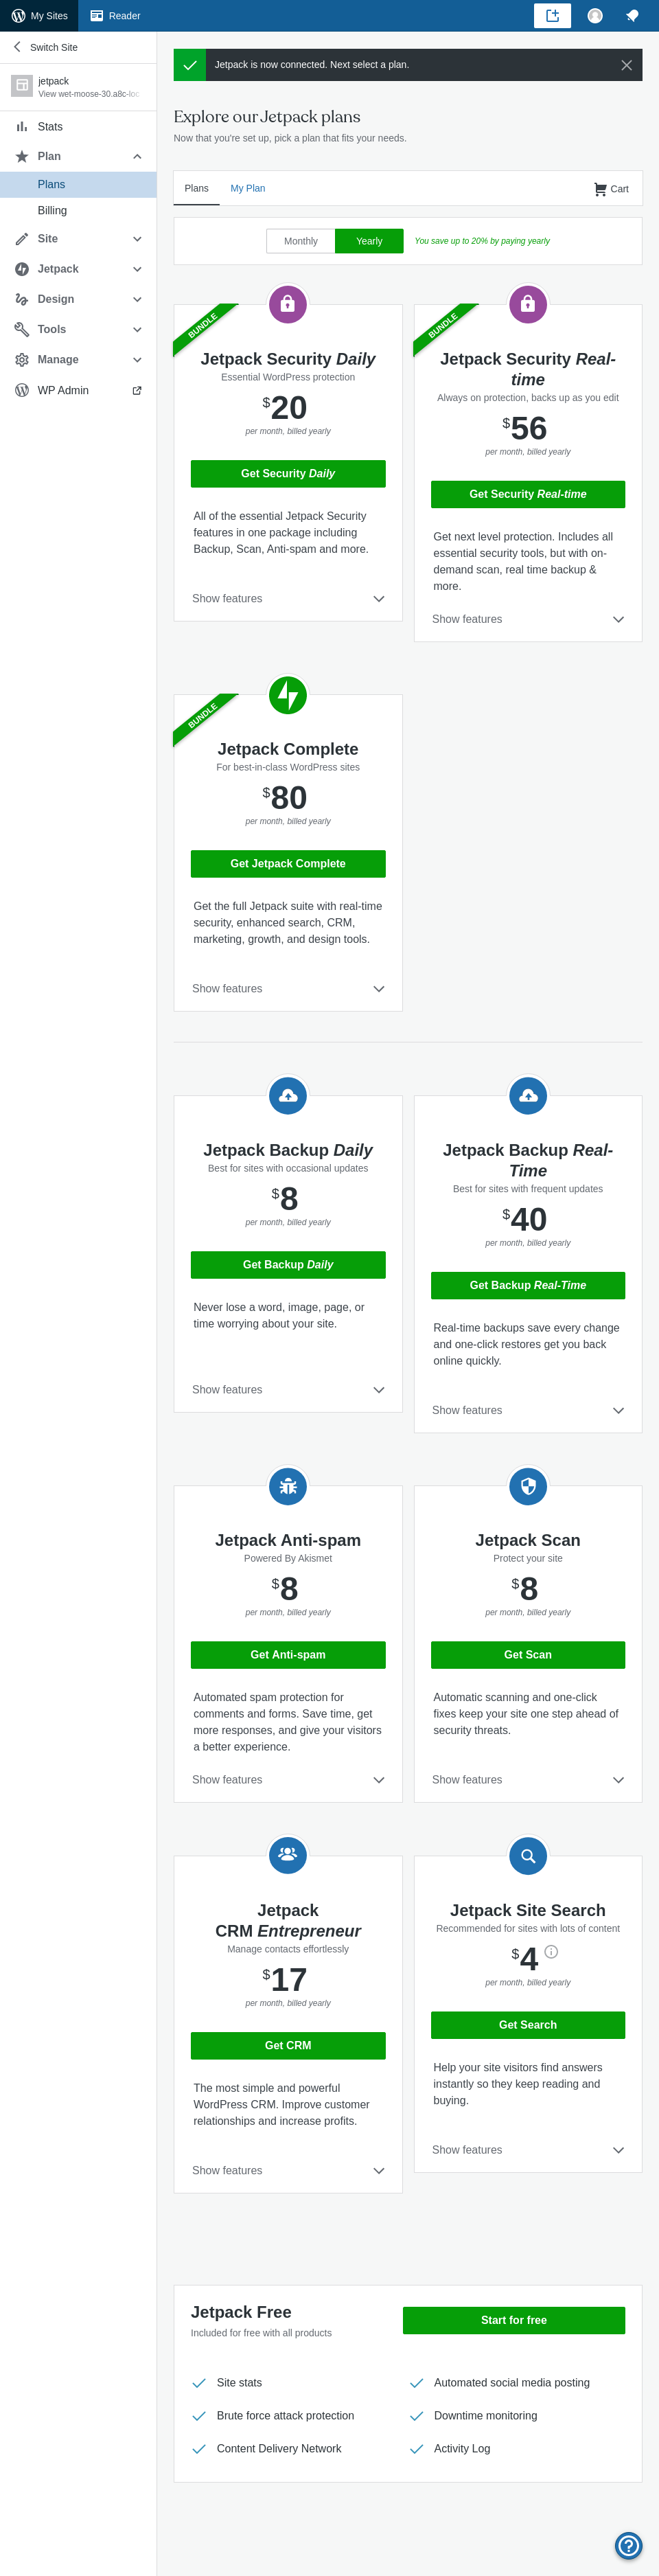 My Sites
Reader
Switch Site
jetpack
View wet-moose-30.a8c-loc
Stats
Plan
Plans
Billing
Site
Jetpack
Design
Tools
Manage
WP Admin
Jetpack is now connected. Next select a plan.
Explore our Jetpack plans
Now that you're set up, pick a plan that fits your needs.
Plans
My Plan
Cart
Monthly
Yearly
You save up to 20% by paying yearly
BUNDLE
Jetpack Security Daily
Essential WordPress protection
$20
per month, billed yearly
Get Security Daily
All of the essential Jetpack Security
features in one package including
Backup, Scan, Anti-spam and more.
Show features
BUNDLE
Jetpack Security Real-
time
Always on protection, backs up as you edit
$56
per month, billed yearly
Get Security Real-time
Get next level protection. Includes all
essential security tools, but with on-
demand scan, real time backup &
more.
Show features
BUNDLE
Jetpack Complete
For best-in-class WordPress sites
$80
per month, billed yearly
Get Jetpack Complete
Get the full Jetpack suite with real-time
security, enhanced search, CRM,
marketing, growth, and design tools.
Show features
Jetpack Backup Daily
Best for sites with occasional updates
$8
per month, billed yearly
Get Backup Daily
Never lose a word, image, page, or
time worrying about your site.
Show features
Jetpack Backup Real-
Time
Best for sites with frequent updates
$40
per month, billed yearly
Get Backup Real-Time
Real-time backups save every change
and one-click restores get you back
online quickly.
Show features
Jetpack Anti-spam
Powered By Akismet
$8
per month, billed yearly
Get Anti-spam
Automated spam protection for
comments and forms. Save time, get
more responses, and give your visitors
a better experience.
Show features
Jetpack Scan
Protect your site
$8
per month, billed yearly
Get Scan
Automatic scanning and one-click
fixes keep your site one step ahead of
security threats.
Show features
Jetpack
CRM Entrepreneur
Manage contacts effortlessly
$17
per month, billed yearly
Get CRM
The most simple and powerful
WordPress CRM. Improve customer
relationships and increase profits.
Show features
Jetpack Site Search
Recommended for sites with lots of content
$4
per month, billed yearly
Get Search
Help your site visitors find answers
instantly so they keep reading and
buying.
Show features
Jetpack Free
Included for free with all products
Start for free
Site stats
Automated social media posting
Brute force attack protection
Downtime monitoring
Content Delivery Network
Activity Log